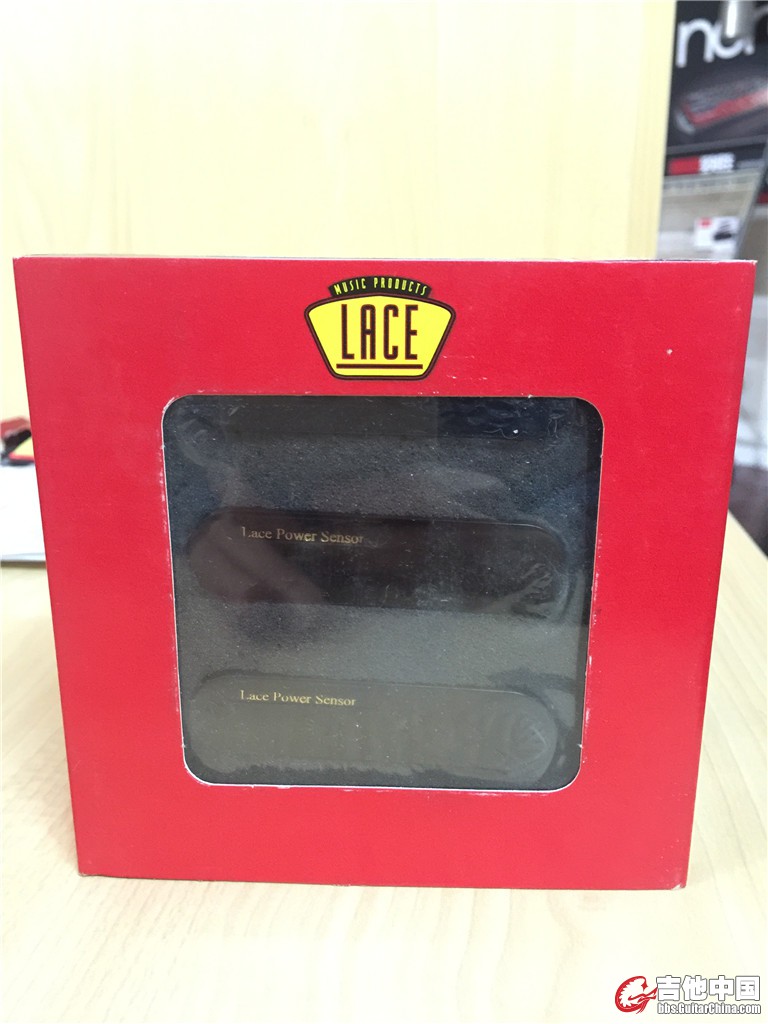 MUSIC PRODUCTS
LACE
Lace Power Sensor
Lace Power Sensor
吉他中国
bbs.GuitarChina.com